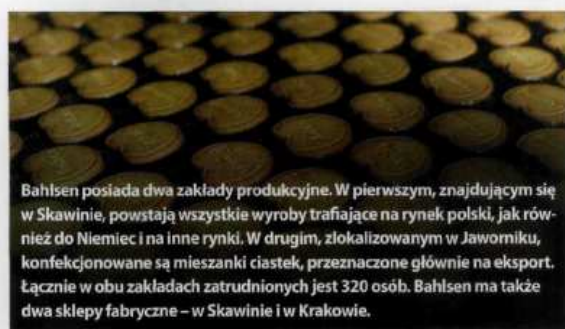 Bahlsen posiada dwa zakłady produkcyjne. W pierwszym, znajdującym się
w Skawinie, powstają wszystkie wyroby trafiające na rynek polski, jak rów-
nież do Niemiec i na inne rynki. W drugim, zlokalizowanym w Jaworniku,
konfekcjonowane są mieszanki ciastek, przeznaczone głównie na eksport.
Łącznie w obu zakładach zatrudnionych jest 320 osób. Bahlsen ma także
dwa sklepy fabryczne – w Skawinie i w Krakowie.